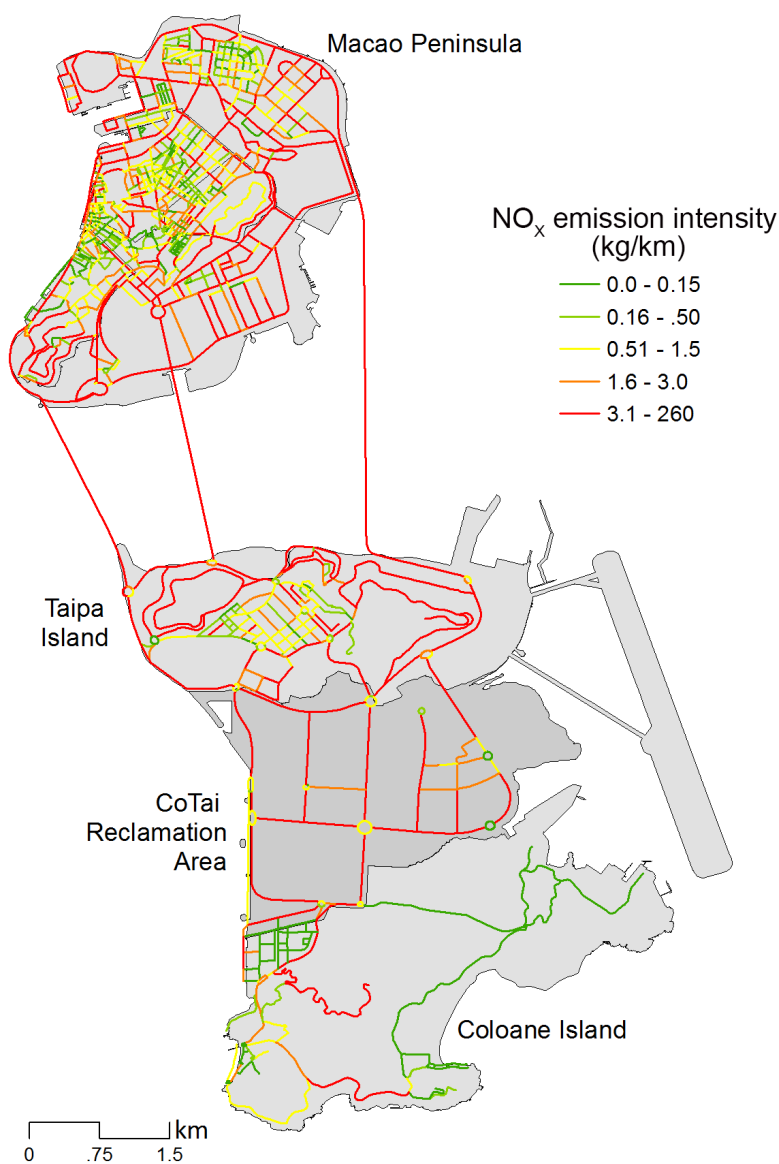 Macao Peninsula
NOX emission intensity
(kg/km)
0.0 - 0.15
0.16 - .50
0.51 - 1.5
1.6 - 3.0
3.1 - 260
Taipa
Island
CoTai
Reclamation
Area
Coloane Island
km
0 .75 1.5